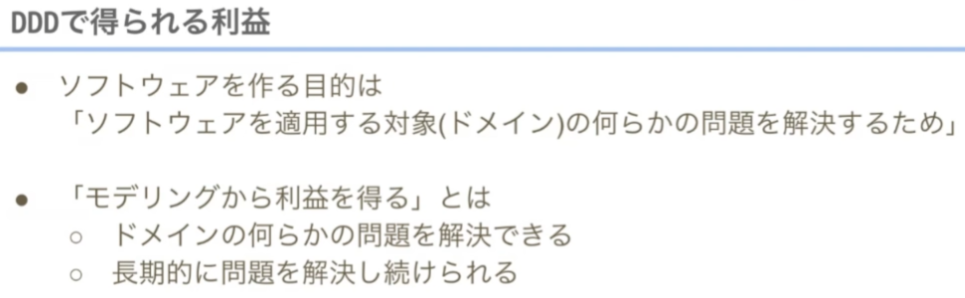 DDDで得られる利益
● ソフトウェアを作る目的は
「ソフトウェアを適用する対象(ドメイン)の何らかの問題を解決するため」
● 「モデリングから利益を得る」とは
○ ドメインの何らかの問題を解決できる
○ 長期的に問題を解決し続けられる